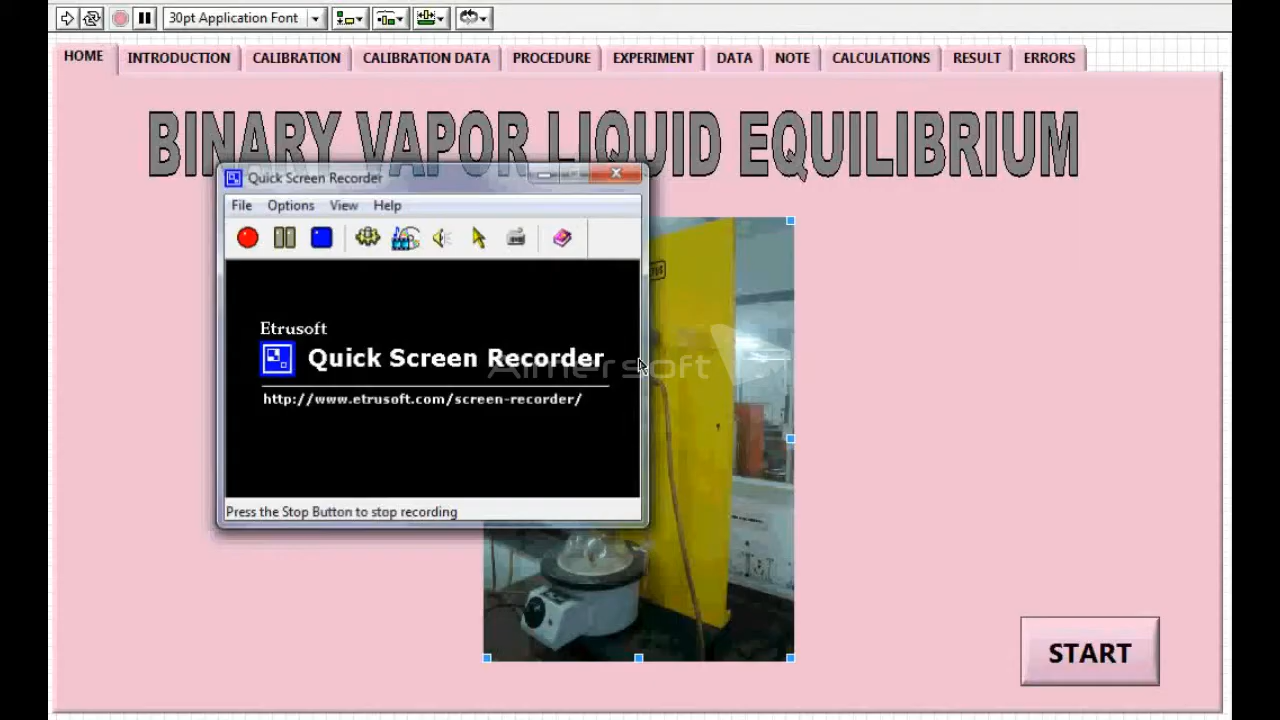 30pt Application Font
HOME
INTRODUCTION
CALIBRATION
CALIBRATION DATA
PROCEDURE
EXPERIMENT
DATA
NOTE
CALCULATIONS
RESULT
ERRORS
BINARY VAPOR LIQUID EQUILIBRIUM
Quick Screen Recorder
File Options View Help
Etrusoft
Quick Screen Recorder
Aimersoft
http://www.etrusoft.com/screen-recorder/
Press the Stop Button to stop recording
START